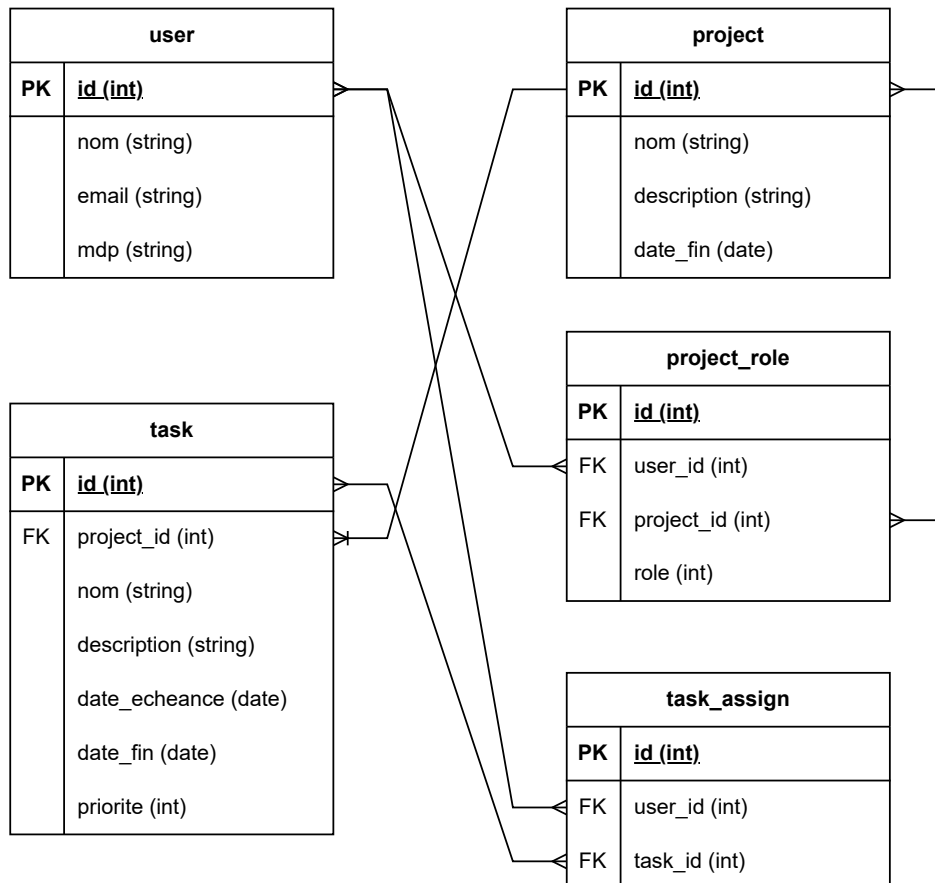 user
PK id (int)
nom (string)
email (string)
mdp (string)
project
PK id (int)
nom (string)
description (string)
date_fin (date)
project_role
PK id (int)
FK user_id (int)
FK project_id (int)
role (int)
task
PK id (int)
FK project_id (int)
nom (string)
description (string)
date_echeance (date)
date_fin (date)
priorite (int)
task_assign
PK id (int)
FK user_id (int)
FK task_id (int)